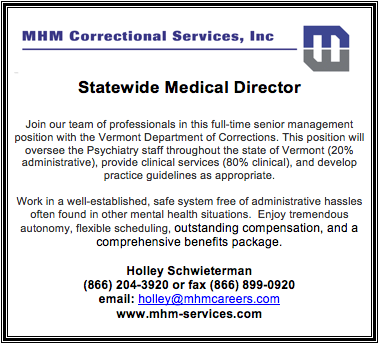 MHM Correctional Services, Inc
Statewide Medical Director
Join our team of professionals in this full-time senior management
position with the Vermont Department of Corrections. This position will
oversee the Psychiatry staff throughout the state of Vermont (20%
administrative), provide clinical services (80% clinical), and develop
practice guidelines as appropriate.
Work in a well-established, safe system free of administrative hassles
often found in other mental health situations.  Enjoy tremendous
autonomy, flexible scheduling, outstanding compensation, and a
comprehensive benefits package.
Holley Schwieterman
(866) 204-3920 or fax (866) 899-0920
email: holley@mhmcareers.com
www.mhm-services.com